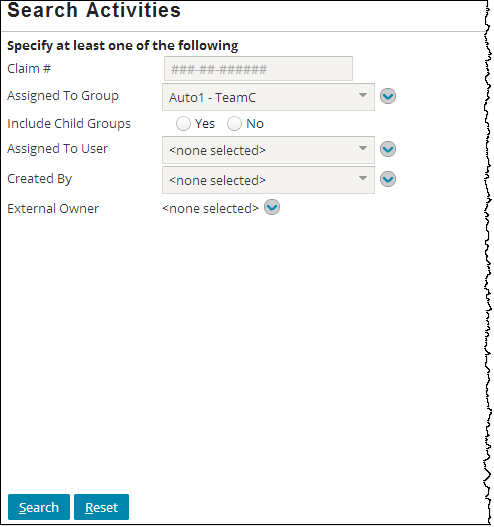 Search Activities
Specify at least one of the following
Claim # ###-##-######
Assigned To Group Auto1 - TeamC
Include Child Groups Yes No
Assigned To User <none selected>
Created By <none selected>
External Owner <none selected>
Search Reset